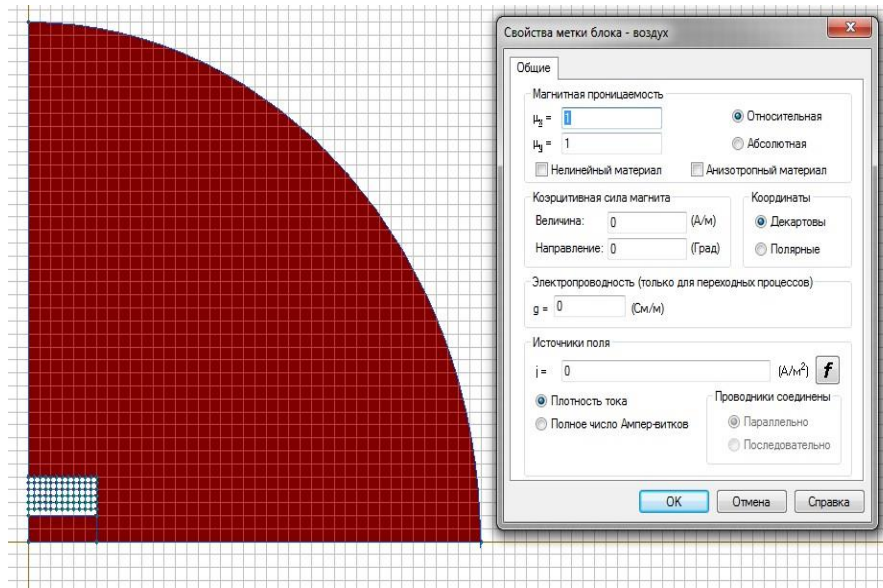 Свойства метки блока - воздух
Общие
Магнитная проницаемость
μx = 1
Относительная
μy = 1
Абсолютная
Нелинейный материал
Анизотропный материал
Коэрцитивная сила магнита
Координаты
Величина: 0 (А/м)
Декартовы
Направление: 0 (Град)
Полярные
Электропроводность (только для переходных процессов)
g = 0 (См/м)
Источники поля
j = 0 (А/м²) f
Плотность тока
Проводники соединены
Полное число Ампер-витков
Параллельно
Последовательно
OK Отмена Справка